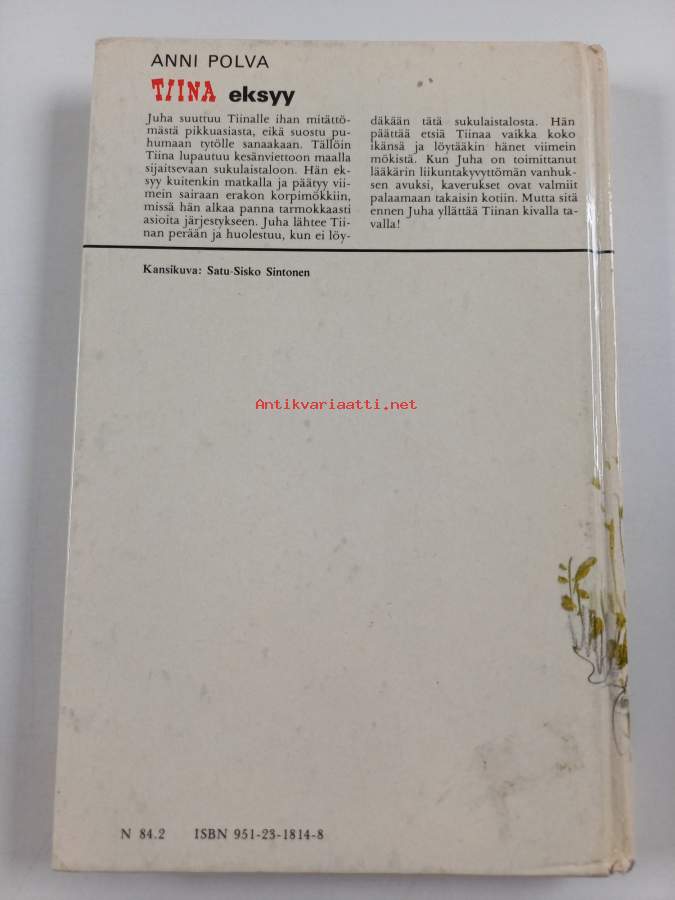 ANNI POLVA
TIINA eksyy
Juha suuttuu Tiinalle ihan mitättö-
mästä pikkuasiasta, eikä suostu pu-
humaan tytölle sanaakaan. Tällöin
Tiina lupautuu kesänviettoon maalla
sijaitsevaan sukulaistaloon. Hän ek-
syy kuitenkin matkalla ja päätyy vii-
mein sairaan erakon korpimökkiin,
missä hän alkaa panna tarmokkaasti
asioita järjestykseen. Juha lähtee Tii-
nan perään ja huolestuu, kun ei löy-
däkään tätä sukulaistalosta. Hän
päättää etsiä Tiinaa vaikka koko
ikänsä ja löytääkin hänet viimein
mökistä. Kun Juha on toimittanut
lääkärin liikuntakyvyttömän vanhuk-
sen avuksi, kaverukset ovat valmiit
palaamaan takaisin kotiin. Mutta sitä
ennen Juha yllättää Tiinan kivalla ta-
valla!
Kansikuva: Satu-Sisko Sintonen
Antikvariaatti.net
N 84.2 ISBN 951-23-1814-8